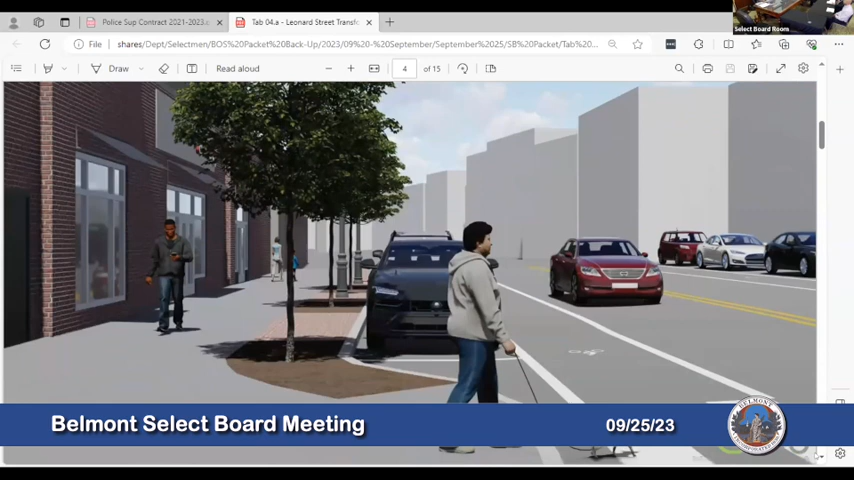 Police Sup Contract 2021-2023.
Tab 04.a - Leonard Street Transfo
Select Board Room
File
shares/Dept/Selectmen/BOS%20Packet%20Back-Up/2023/09%20-%20September/September%2025/SB%20Packet/Tab%
Draw
Read aloud
4
of 15
Belmont Select Board Meeting
09/25/23
BELMONT